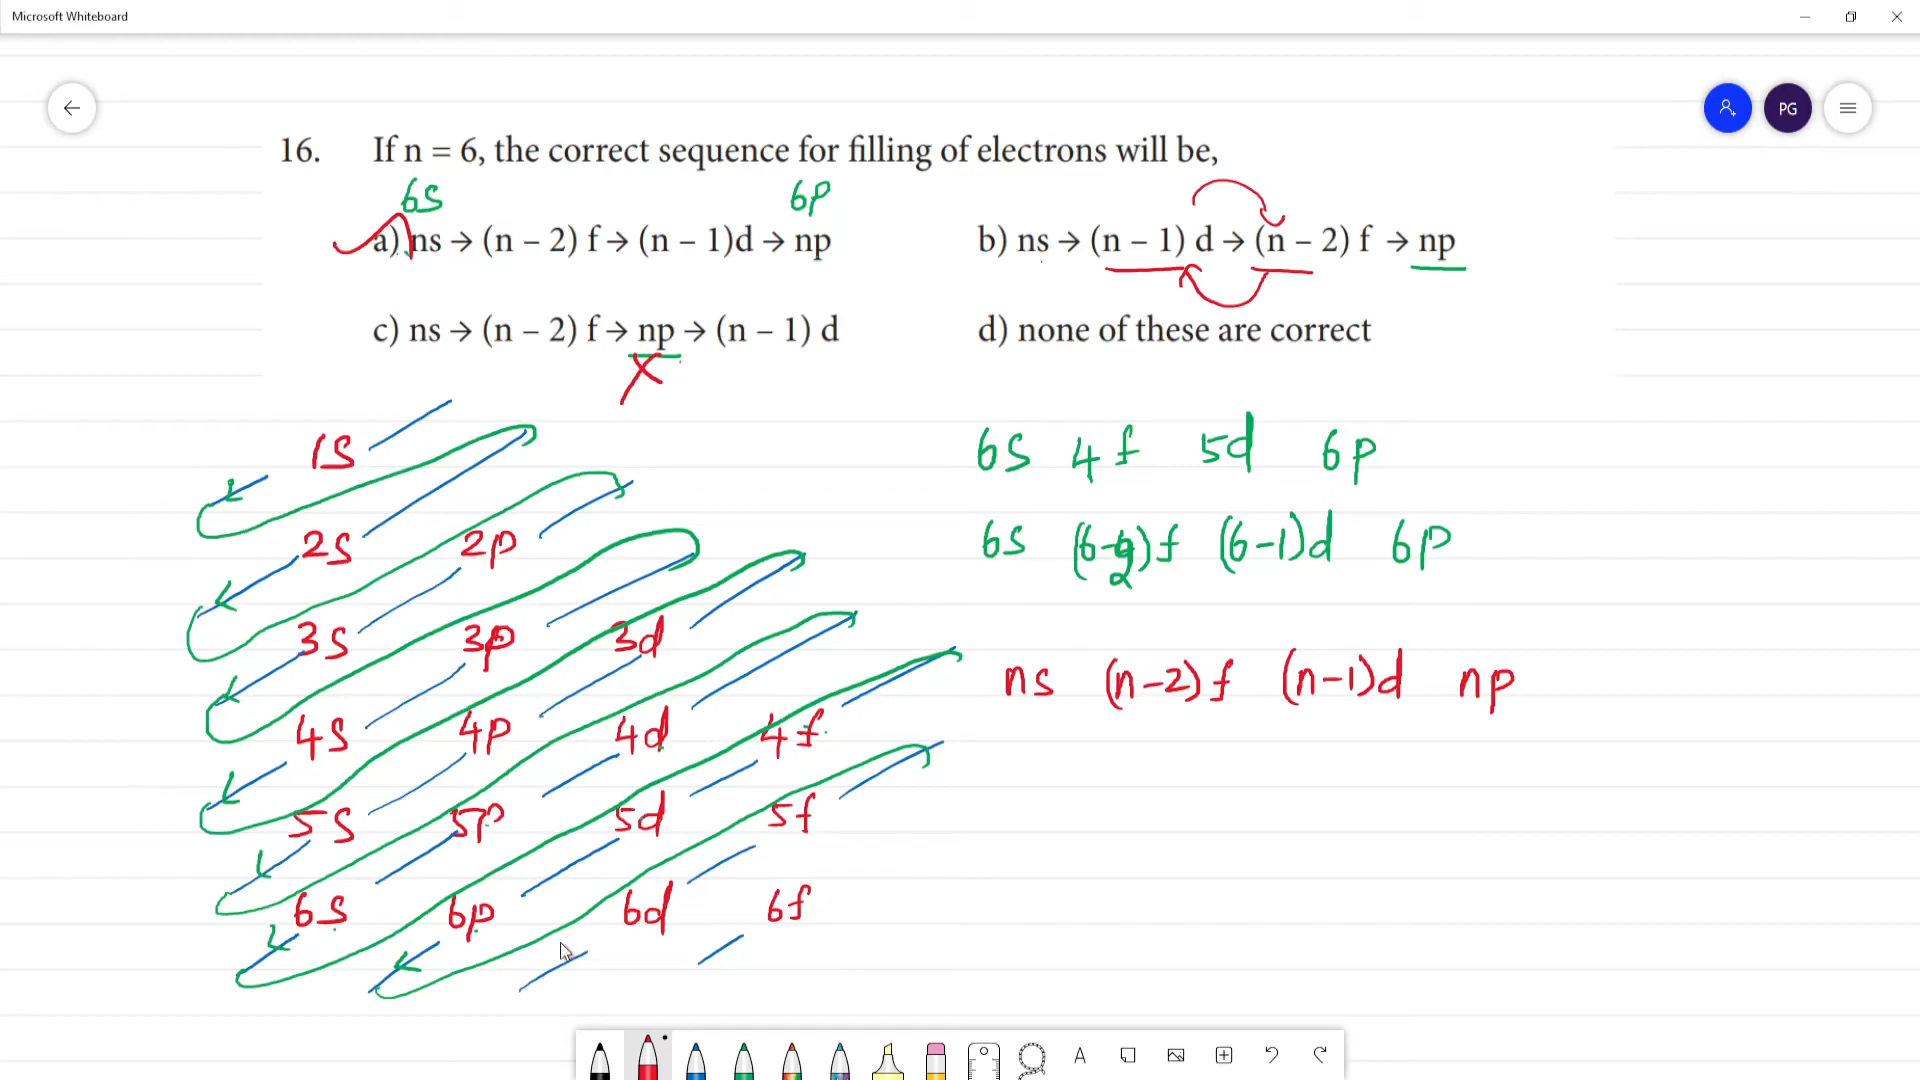 Microsoft Whiteboard
PG
16. If n = 6, the correct sequence for filling of electrons will be,
6s 6p
a) ns → (n – 2) f → (n – 1)d → np b) ns → (n – 1) d → (n – 2) f → np
c) ns → (n – 2) f → np → (n – 1) d d) none of these are correct
1s
2s 2p
3s 3p 3d
4s 4p 4d 4f
5s 5p 5d 5f
6s 6p 6d 6f
6s 4f 5d 6p
6s (6-2)f (6-1)d 6p
ns (n-2)f (n-1)d np
A